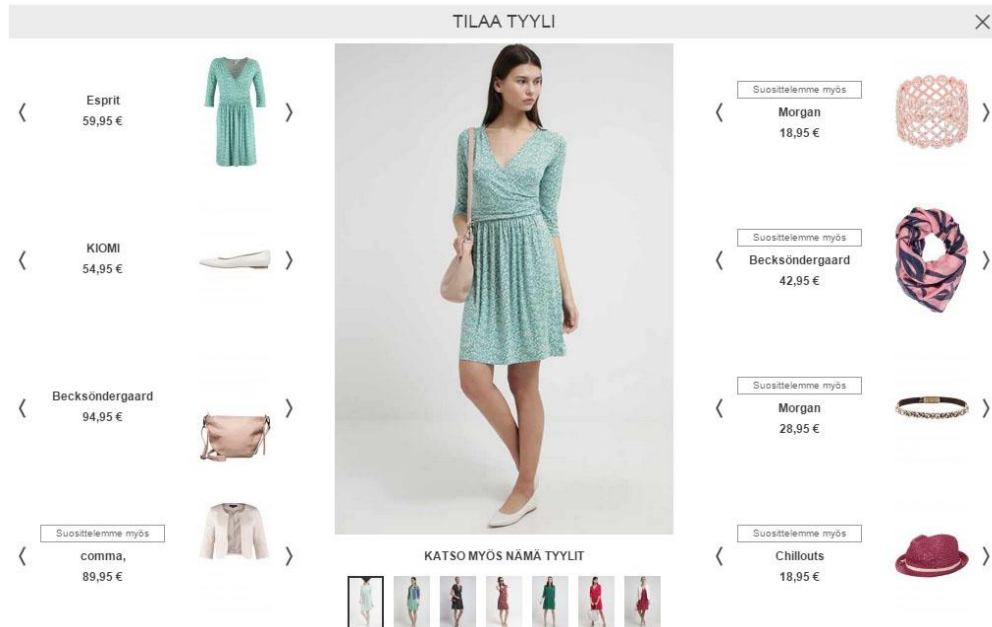 TILAA TYYLI
Esprit
59,95 €
KIOMI
54,95 €
Becksöndergaard
94,95 €
Suosittelemme myös
comma,
89,95 €
KATSO MYÖS NÄMÄ TYYLIT
Suosittelemme myös
Morgan
18,95 €
Suosittelemme myös
Becksöndergaard
42,95 €
Suosittelemme myös
Morgan
28,95 €
Suosittelemme myös
Chillouts
18,95 €